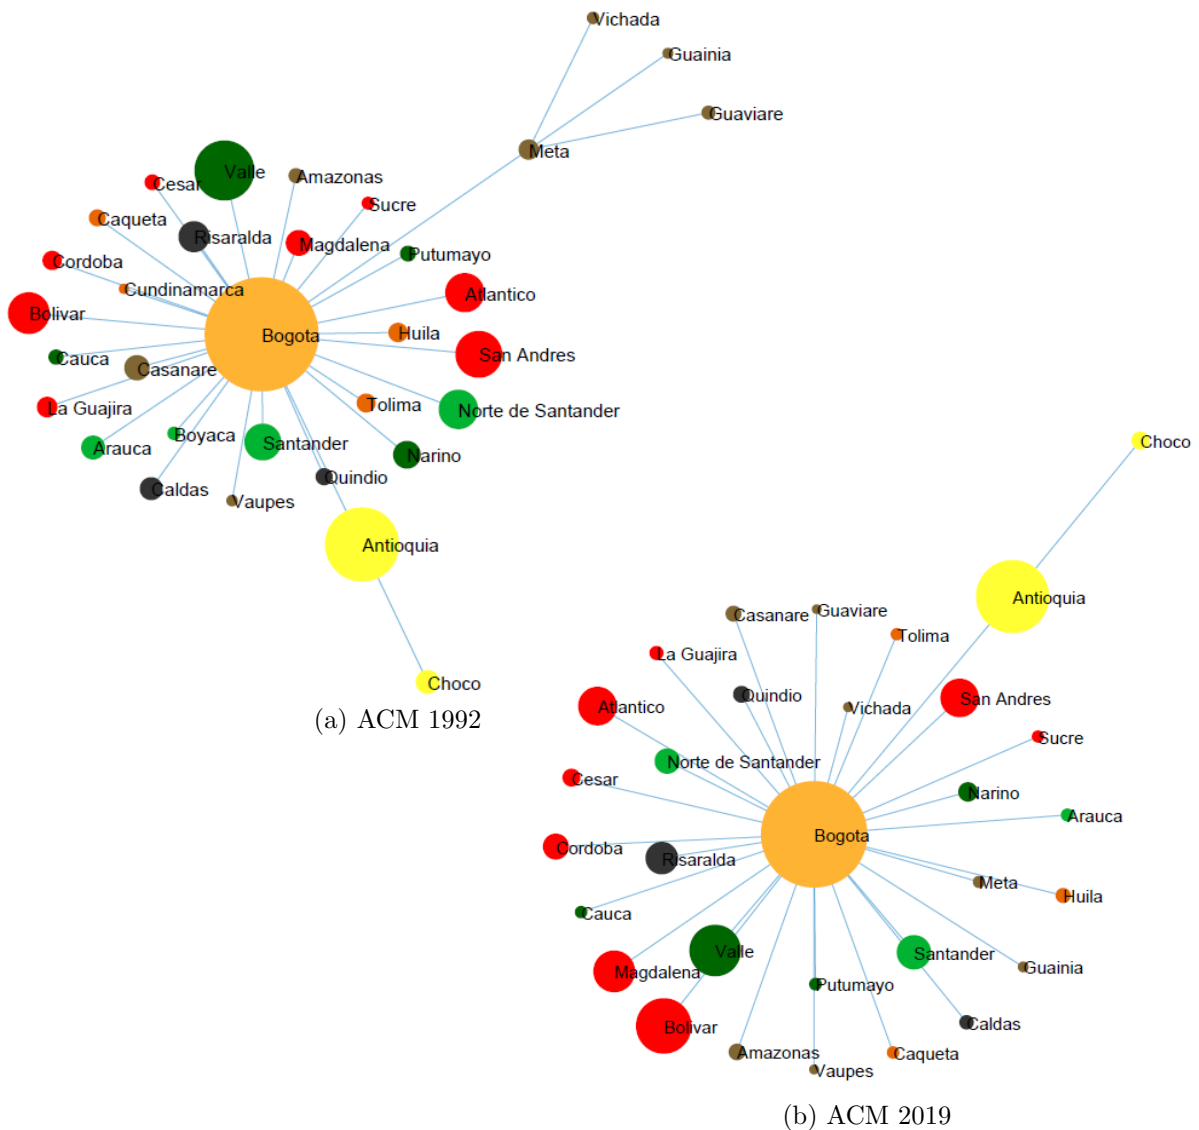 Vichada
Guainia
Guaviare
Meta
Valle
Cesar
Amazonas
Sucre
Caqueta
Risaralda
Magdalena
Putumayo
Cordoba
Cundinamarca
Atlantico
Bolivar
Bogota
Huila
San Andres
Cauca
Casanare
La Guajira
Tolima
Norte de Santander
Arauca
Boyaca
Santander
Narino
Caldas
Vaupes
Quindio
Antioquia
Choco
(a) ACM 1992
Choco
Antioquia
Casanare
Guaviare
Tolima
La Guajira
Quindio
San Andres
Atlantico
Vichada
Sucre
Norte de Santander
Cesar
Narino
Arauca
Bogota
Cordoba
Risaralda
Meta
Huila
Cauca
Valle
Santander
Magdalena
Guainia
Putumayo
Bolivar
Caldas
Amazonas
Caqueta
Vaupes
(b) ACM 2019